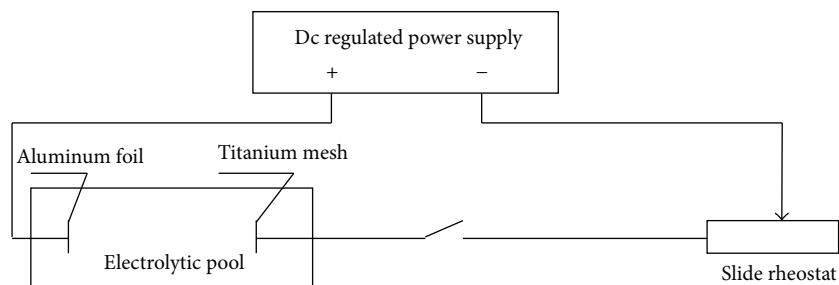 Dc regulated power supply
+ −
Aluminum foil
Titanium mesh
Electrolytic pool
Slide rheostat